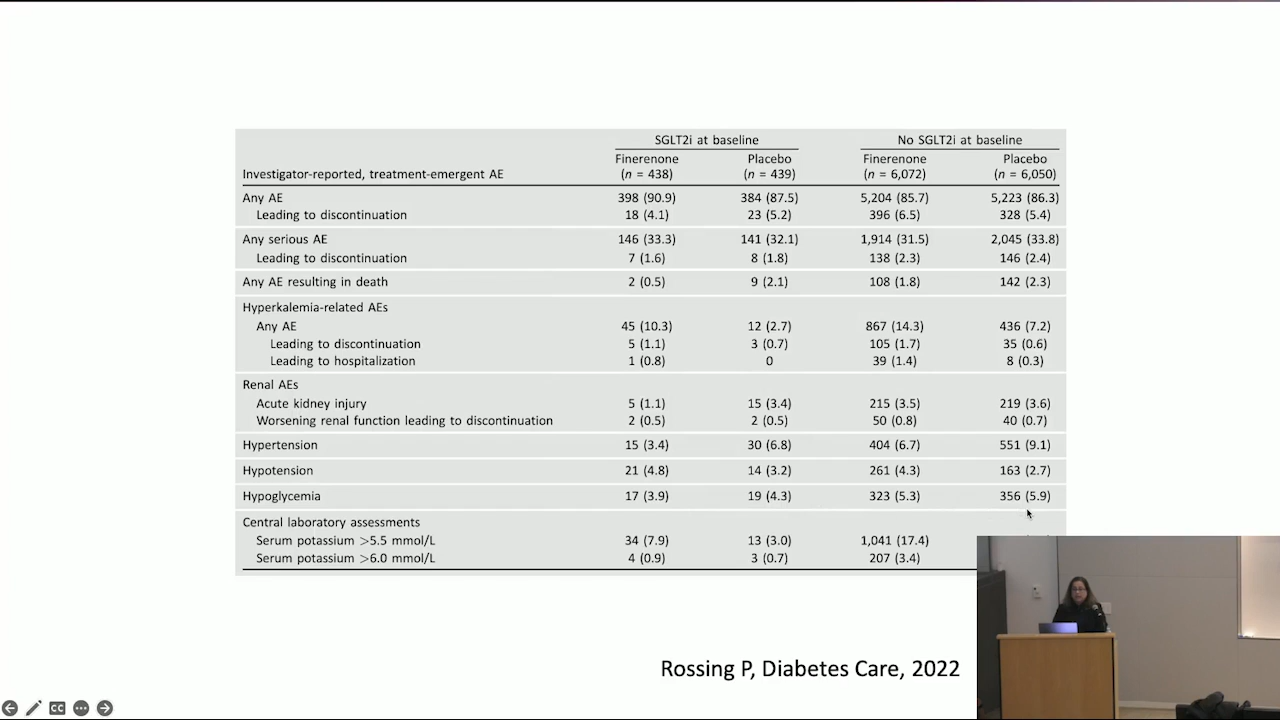 SGLT2i at baseline No SGLT2i at baseline
Finerenone Placebo Finerenone Placebo
Investigator-reported, treatment-emergent AE (n = 438) (n = 439) (n = 6,072) (n = 6,050)
Any AE 398 (90.9) 384 (87.5) 5,204 (85.7) 5,223 (86.3)
Leading to discontinuation 18 (4.1) 23 (5.2) 396 (6.5) 328 (5.4)
Any serious AE 146 (33.3) 141 (32.1) 1,914 (31.5) 2,045 (33.8)
Leading to discontinuation 7 (1.6) 8 (1.8) 138 (2.3) 146 (2.4)
Any AE resulting in death 2 (0.5) 9 (2.1) 108 (1.8) 142 (2.3)
Hyperkalemia-related AEs
Any AE 45 (10.3) 12 (2.7) 867 (14.3) 436 (7.2)
Leading to discontinuation 5 (1.1) 3 (0.7) 105 (1.7) 35 (0.6)
Leading to hospitalization 1 (0.8) 0 39 (1.4) 8 (0.3)
Renal AEs
Acute kidney injury 5 (1.1) 15 (3.4) 215 (3.5) 219 (3.6)
Worsening renal function leading to discontinuation 2 (0.5) 2 (0.5) 50 (0.8) 40 (0.7)
Hypertension 15 (3.4) 30 (6.8) 404 (6.7) 551 (9.1)
Hypotension 21 (4.8) 14 (3.2) 261 (4.3) 163 (2.7)
Hypoglycemia 17 (3.9) 19 (4.3) 323 (5.3) 356 (5.9)
Central laboratory assessments
Serum potassium >5.5 mmol/L 34 (7.9) 13 (3.0) 1,041 (17.4)
Serum potassium >6.0 mmol/L 4 (0.9) 3 (0.7) 207 (3.4)
Rossing P, Diabetes Care, 2022
CC